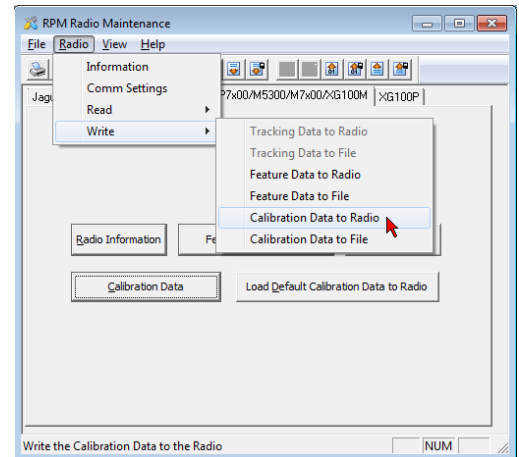 RPM Radio Maintenance
File Radio View Help
Information
Comm Settings
Read
Write
Jagu P7x00/M5300/M7x00/XG100M XG100P
Tracking Data to Radio
Tracking Data to File
Feature Data to Radio
Feature Data to File
Calibration Data to Radio
Calibration Data to File
Radio Information Fe
Calibration Data Load Default Calibration Data to Radio
Write the Calibration Data to the Radio NUM